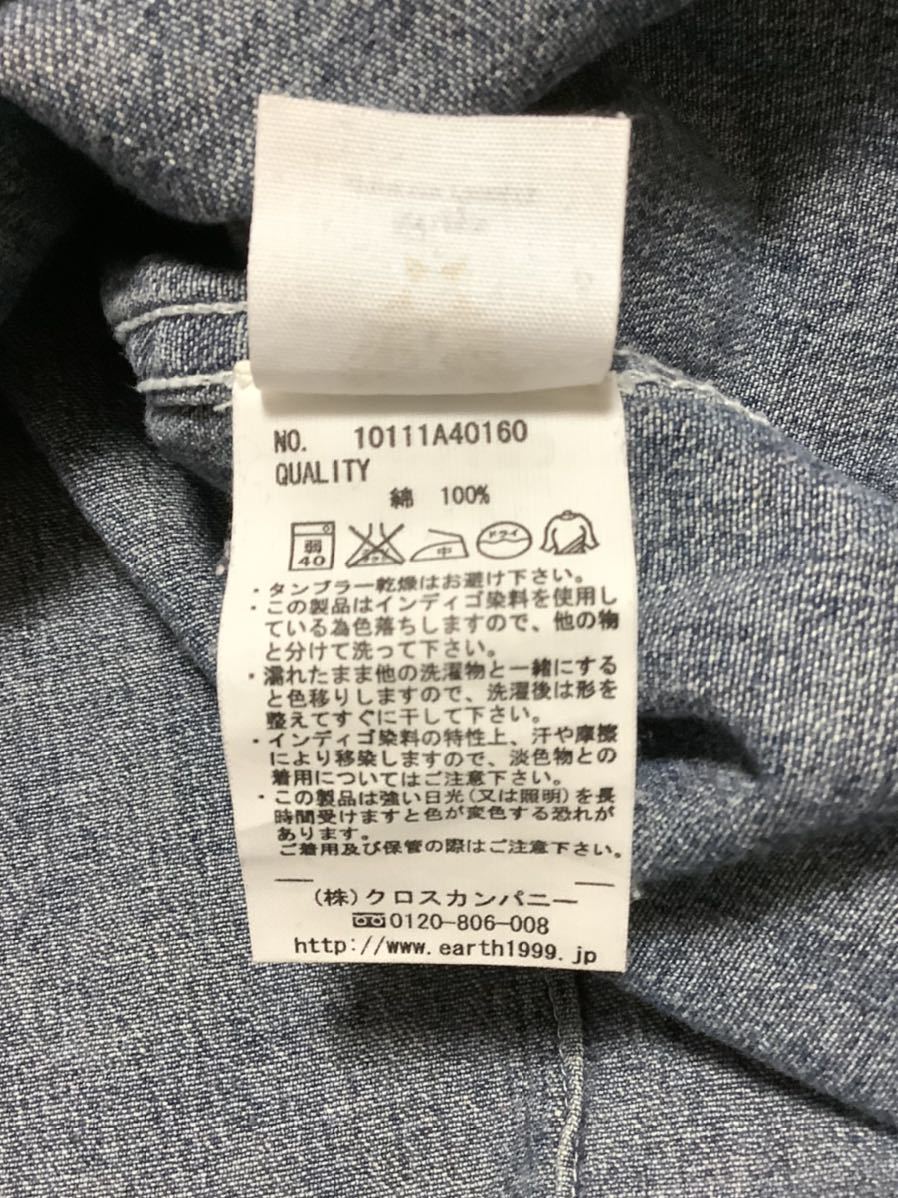 NO. 10111A40160
QUALITY
綿 100%
弱 中 ドライ
40
・タンブラー乾燥はお避け下さい。
・この製品はインディゴ染料を使用し
ている為色落ちしますので、他の物
と分けて洗って下さい。
・濡れたまま他の洗濯物と一緒にする
と色移りしますので、洗濯後は形を
整えてすぐに干して下さい。
・インディゴ染料の特性上、汗や摩擦
により移染しますので、淡色物との
着用についてはご注意下さい。
・この製品は強い日光(又は照明)を長
時間受けますと色が変色する恐れが
あります。
ご着用及び保管の際はご注意下さい。
(株)クロスカンパニー
0120-806-008
http://www.earth1999.jp